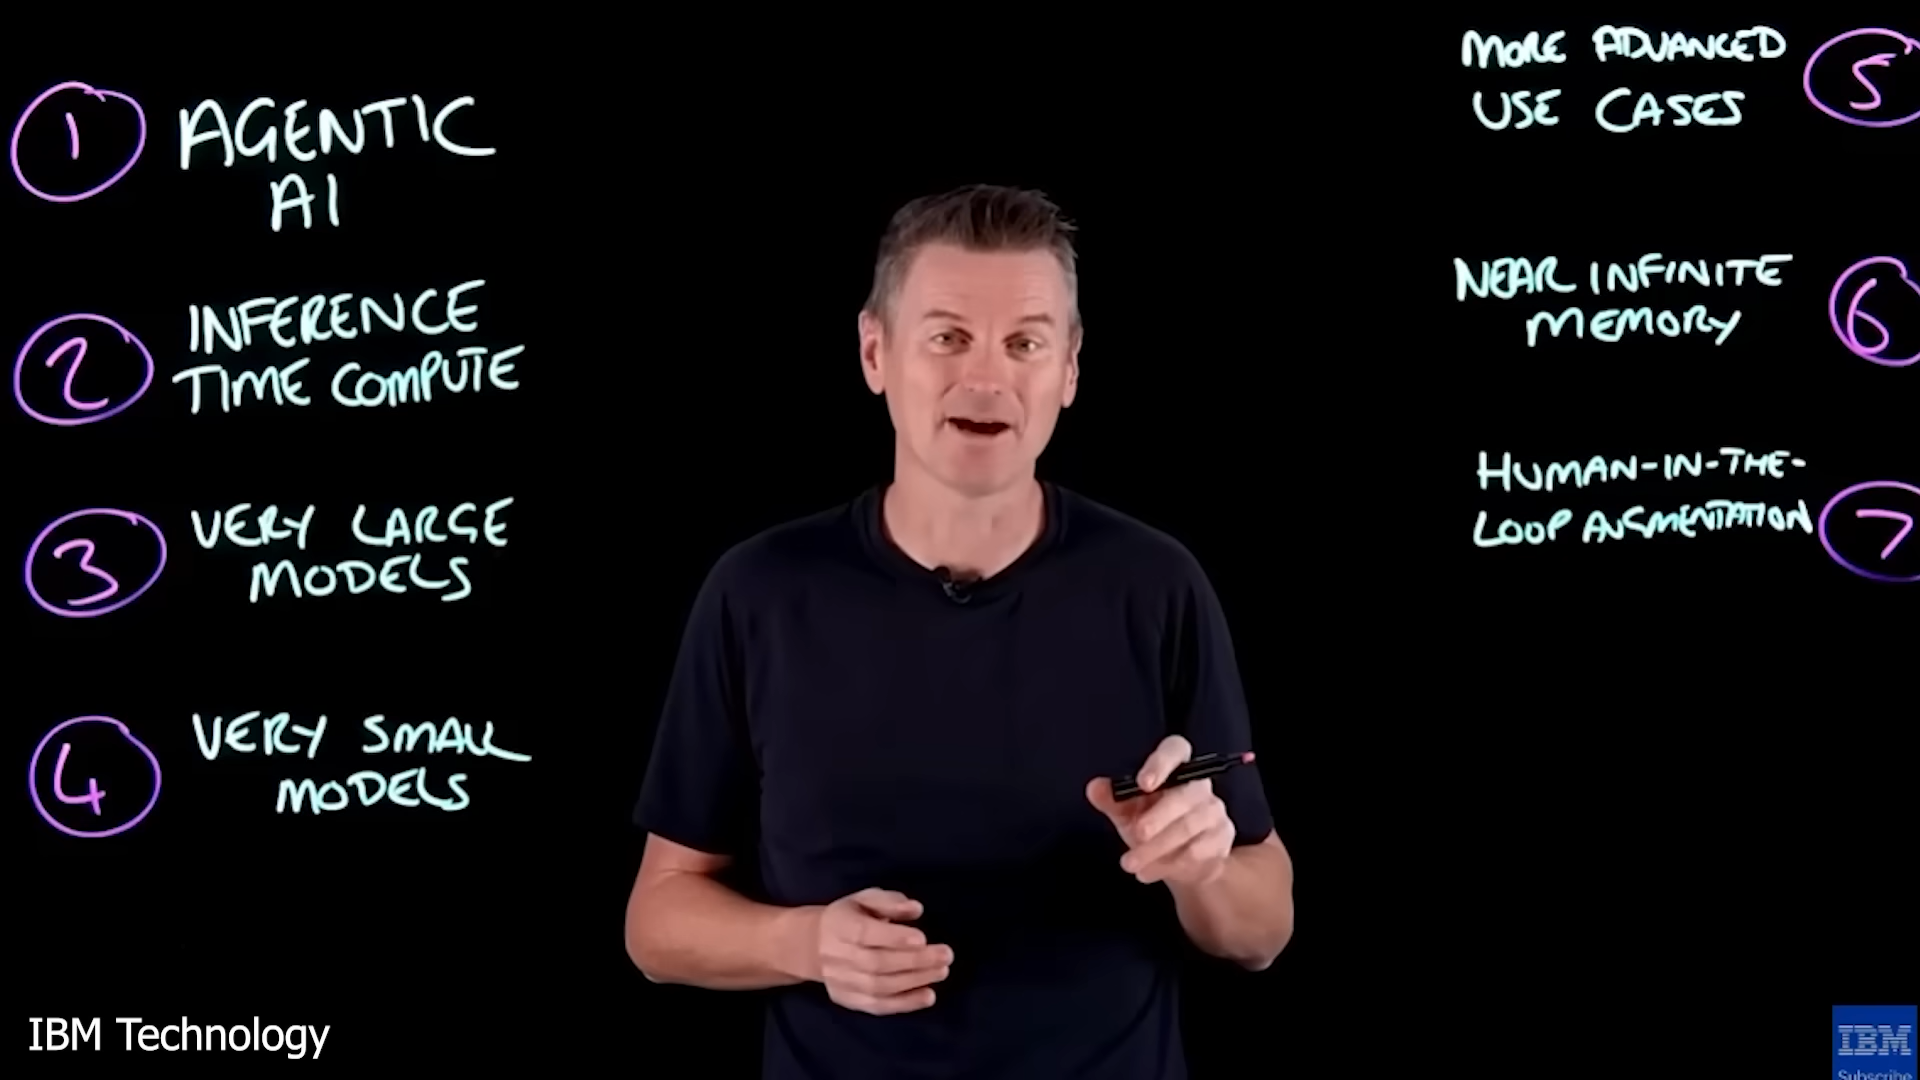 1
AGENTIC
AI
2
INFERENCE
TIME COMPUTE
3
VERY LARGE
MODELS
4
VERY SMALL
MODELS
MORE ADVANCED
USE CASES
5
NEAR INFINITE
MEMORY
6
HUMAN-IN-THE-
LOOP AUGMENTATION
7
IBM Technology
IBM
Subscribe